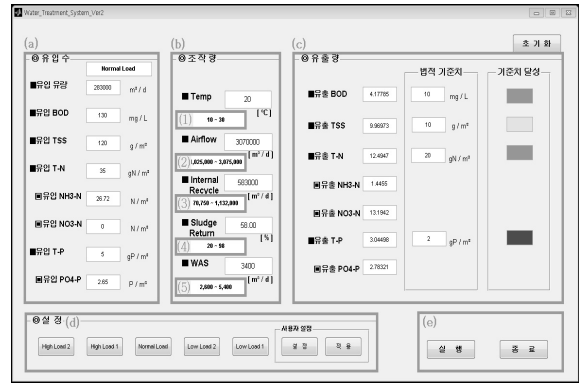 Water_Treatment_System_Ver2
초 기 화
(a)
◎ 유 입 수
Normal Load
■유입 유량 283000 m³ / d
■유입 BOD 130 mg / L
■유입 TSS 120 g / m³
■유입 T-N 35 gN / m³
▣유입 NH3-N 26.72 N / m³
▣유입 NO3-N 0 N / m³
■유입 T-P 5 gP / m³
▣유입 PO4-P 2.65 P / m³
(b)
◎ 조 작 량
■ Temp 20
[ ℃]
(1) 10 ~ 30
■ Airflow 3070000
[ m³ / d ]
(2) 1,025,000 ~ 3,075,000
■ Internal Recycle 583000
[ m³ / d ]
(3) 70,750 ~ 1,132,000
■ Sludge Return 58.00
[ % ]
(4) 20 ~ 90
■ WAS 3400
[ m³ / d ]
(5) 2,600 ~ 5,400
(c)
◎ 유 출 량
법적 기준치
기준치 달성
■유출 BOD 4.17785 10 mg / L
■유출 TSS 9.96973 10 g / m³
■유출 T-N 12.4947 20 gN / m³
▣유출 NH3-N 1.4455
▣유출 NO3-N 13.1942
■유출 T-P 3.04498 2 gP / m³
▣유출 PO4-P 2.78321
◎ 설 정 (d)
High Load 2 High Load 1 Normal Load Low Load 2 Low Load 1
사용자 설정
설 정 적 용
(e)
실 행 종 료